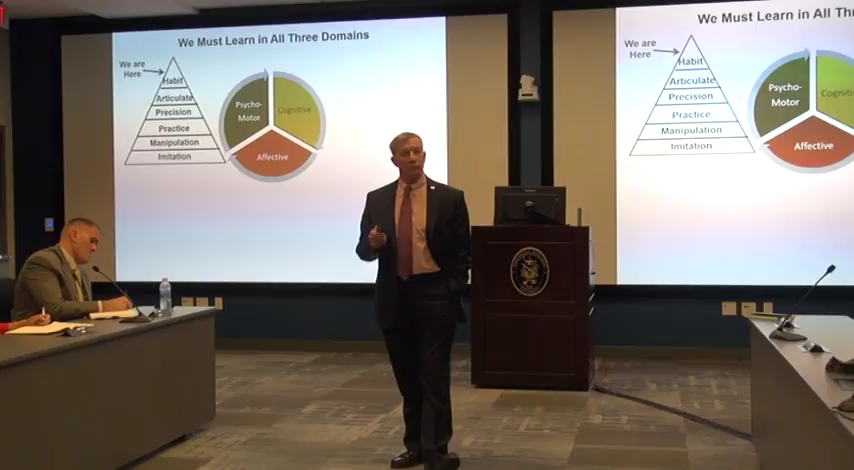 We Must Learn in All Three Domains
We are
Here
Habit
Articulate
Precision
Practice
Manipulation
Imitation
Psycho-
Motor
Cognitive
Affective
We Must Learn in All
We are
Here
Habit
Articulate
Precision
Practice
Manipulation
Imitation
Psycho-
Motor
Affective